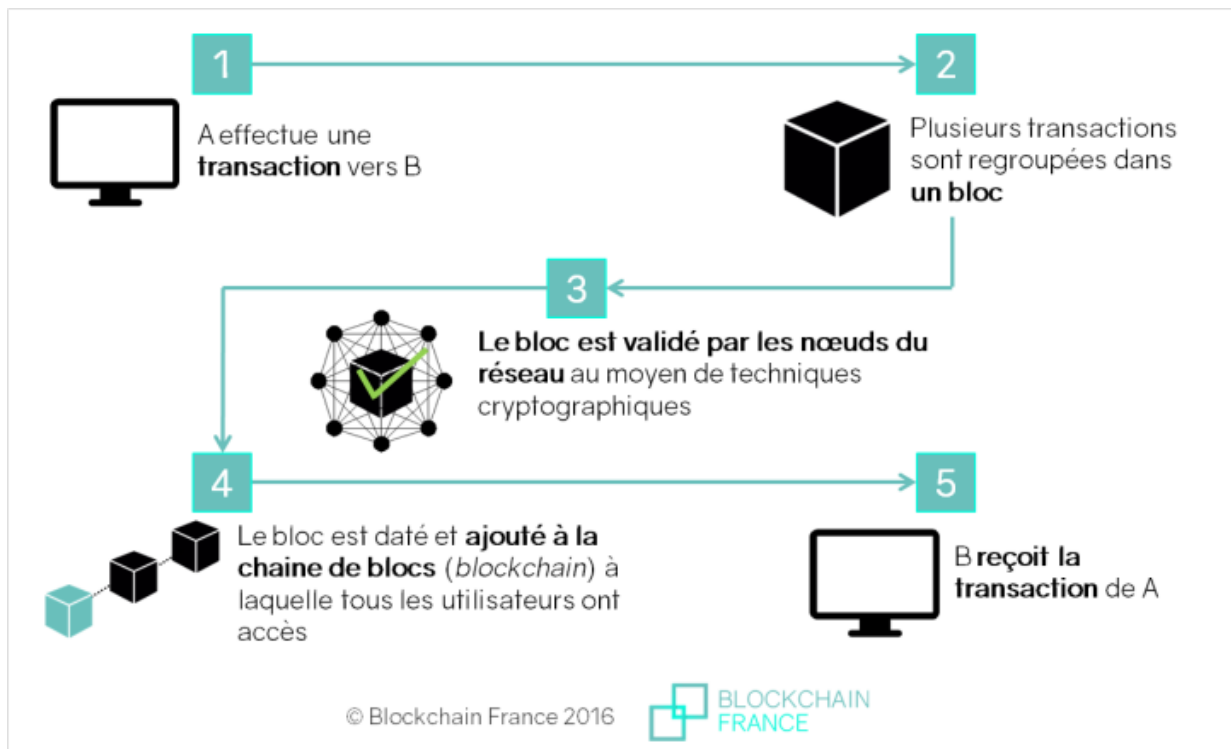 1
A effectue une
transaction vers B
2
Plusieurs transactions
sont regroupées dans
un bloc
3
Le bloc est validé par les nœuds du
réseau au moyen de techniques
cryptographiques
4
Le bloc est daté et ajouté à la
chaine de blocs (blockchain) à
laquelle tous les utilisateurs ont
accès
5
B reçoit la
transaction de A
© Blockchain France 2016
BLOCKCHAIN
FRANCE